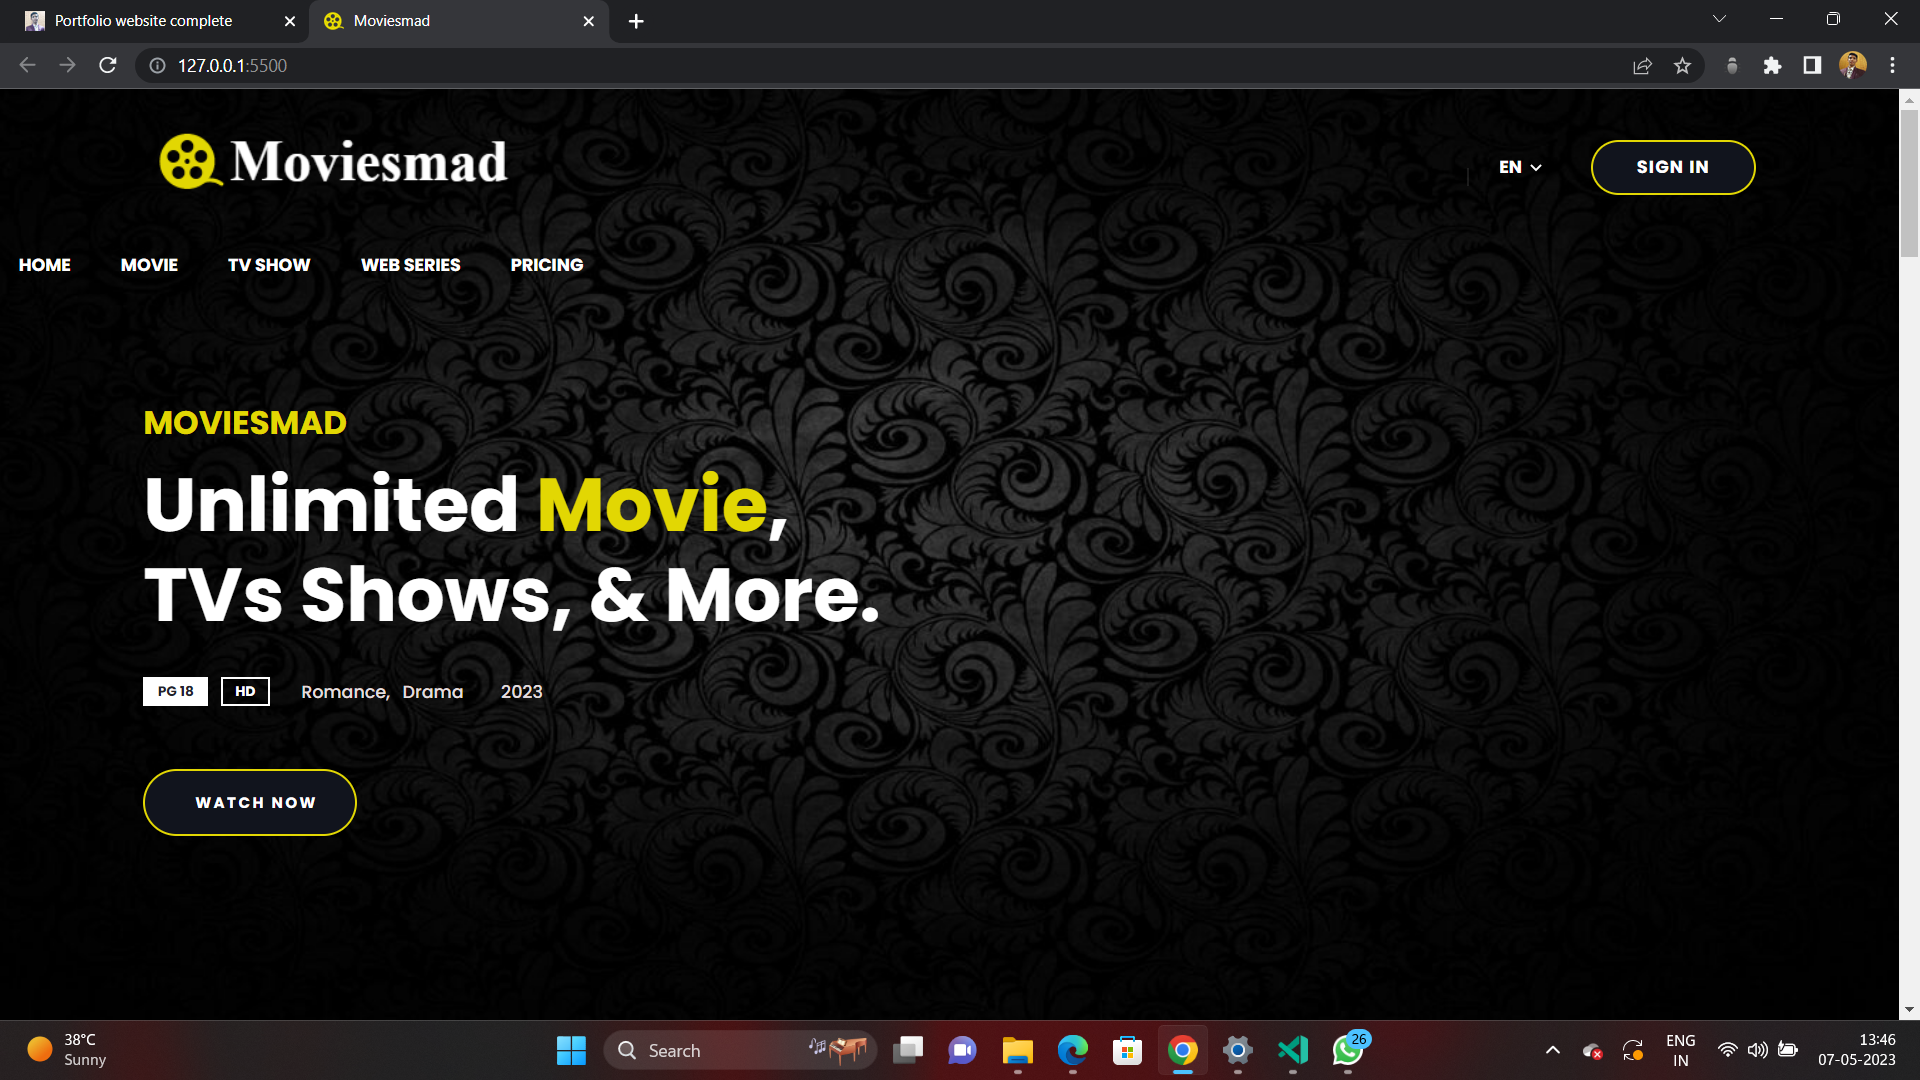 Portfolio website complete
Moviesmad
127.0.0.1:5500
Moviesmad
EN
SIGN IN
HOME MOVIE TV SHOW WEB SERIES PRICING
MOVIESMAD
Unlimited Movie,
TVs Shows, & More.
PG 18 HD Romance, Drama 2023
WATCH NOW
38°C
Sunny
Search
26
ENG
IN
13:46
07-05-2023